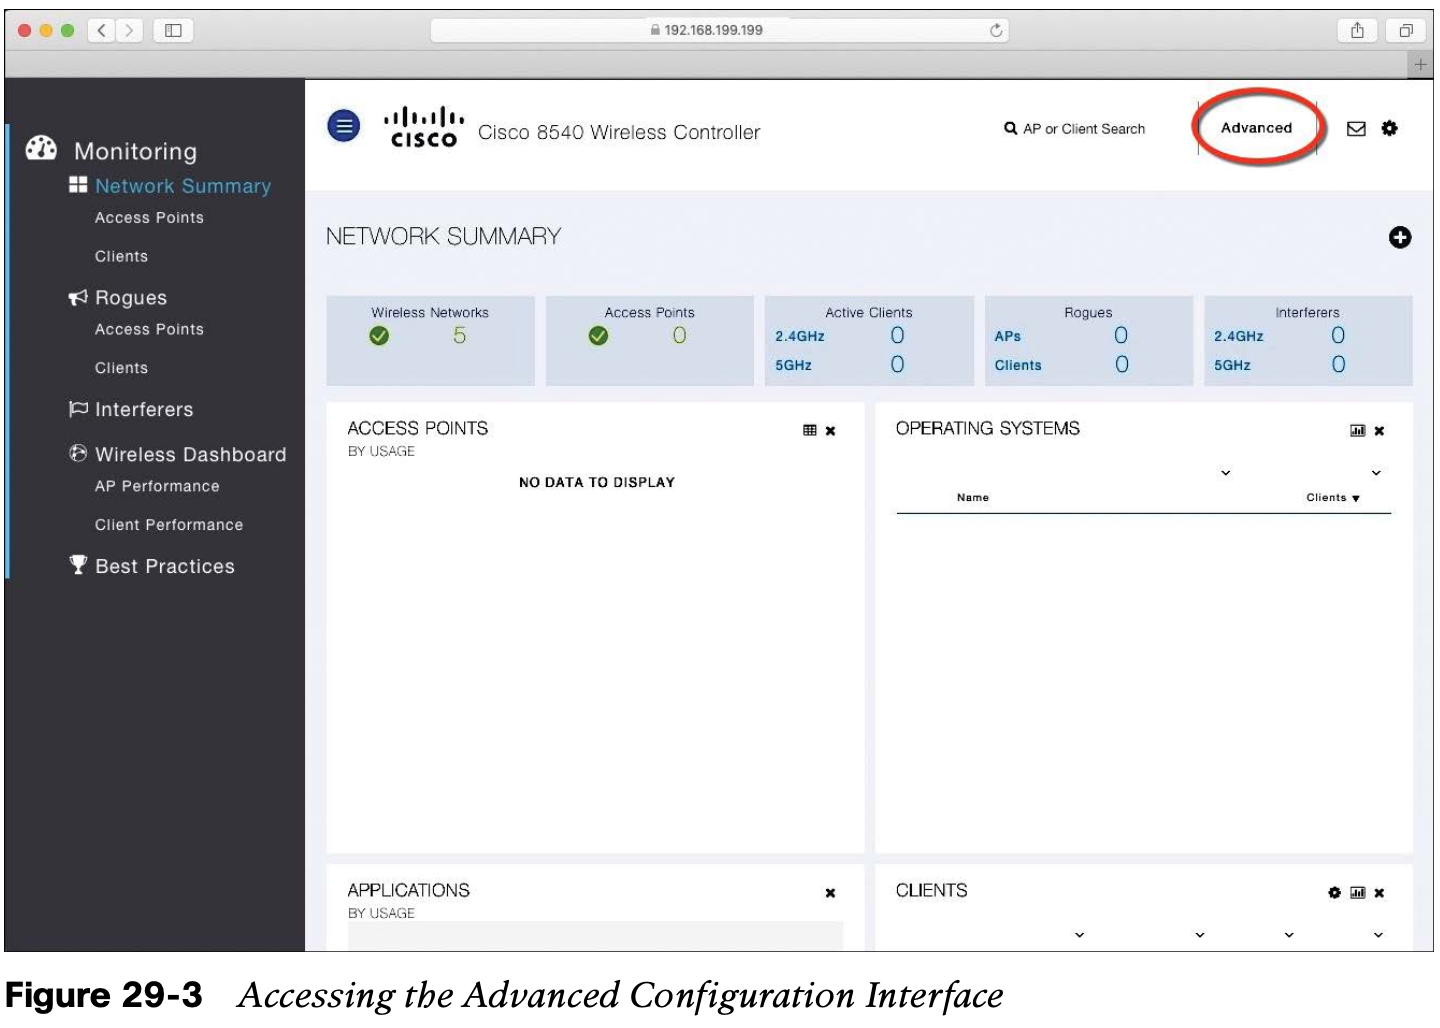 192.168.199.199
Monitoring
Network Summary
Access Points
Clients
Rogues
Access Points
Clients
Interferers
Wireless Dashboard
AP Performance
Client Performance
Best Practices
CISCO Cisco 8540 Wireless Controller
AP or Client Search
Advanced
NETWORK SUMMARY
Wireless Networks
5
Access Points
0
Active Clients
2.4GHz 0
5GHz 0
Rogues
APs 0
Clients 0
Interferers
2.4GHz 0
5GHz 0
ACCESS POINTS
BY USAGE
NO DATA TO DISPLAY
OPERATING SYSTEMS
Name Clients
APPLICATIONS
BY USAGE
CLIENTS
Figure 29-3 Accessing the Advanced Configuration Interface